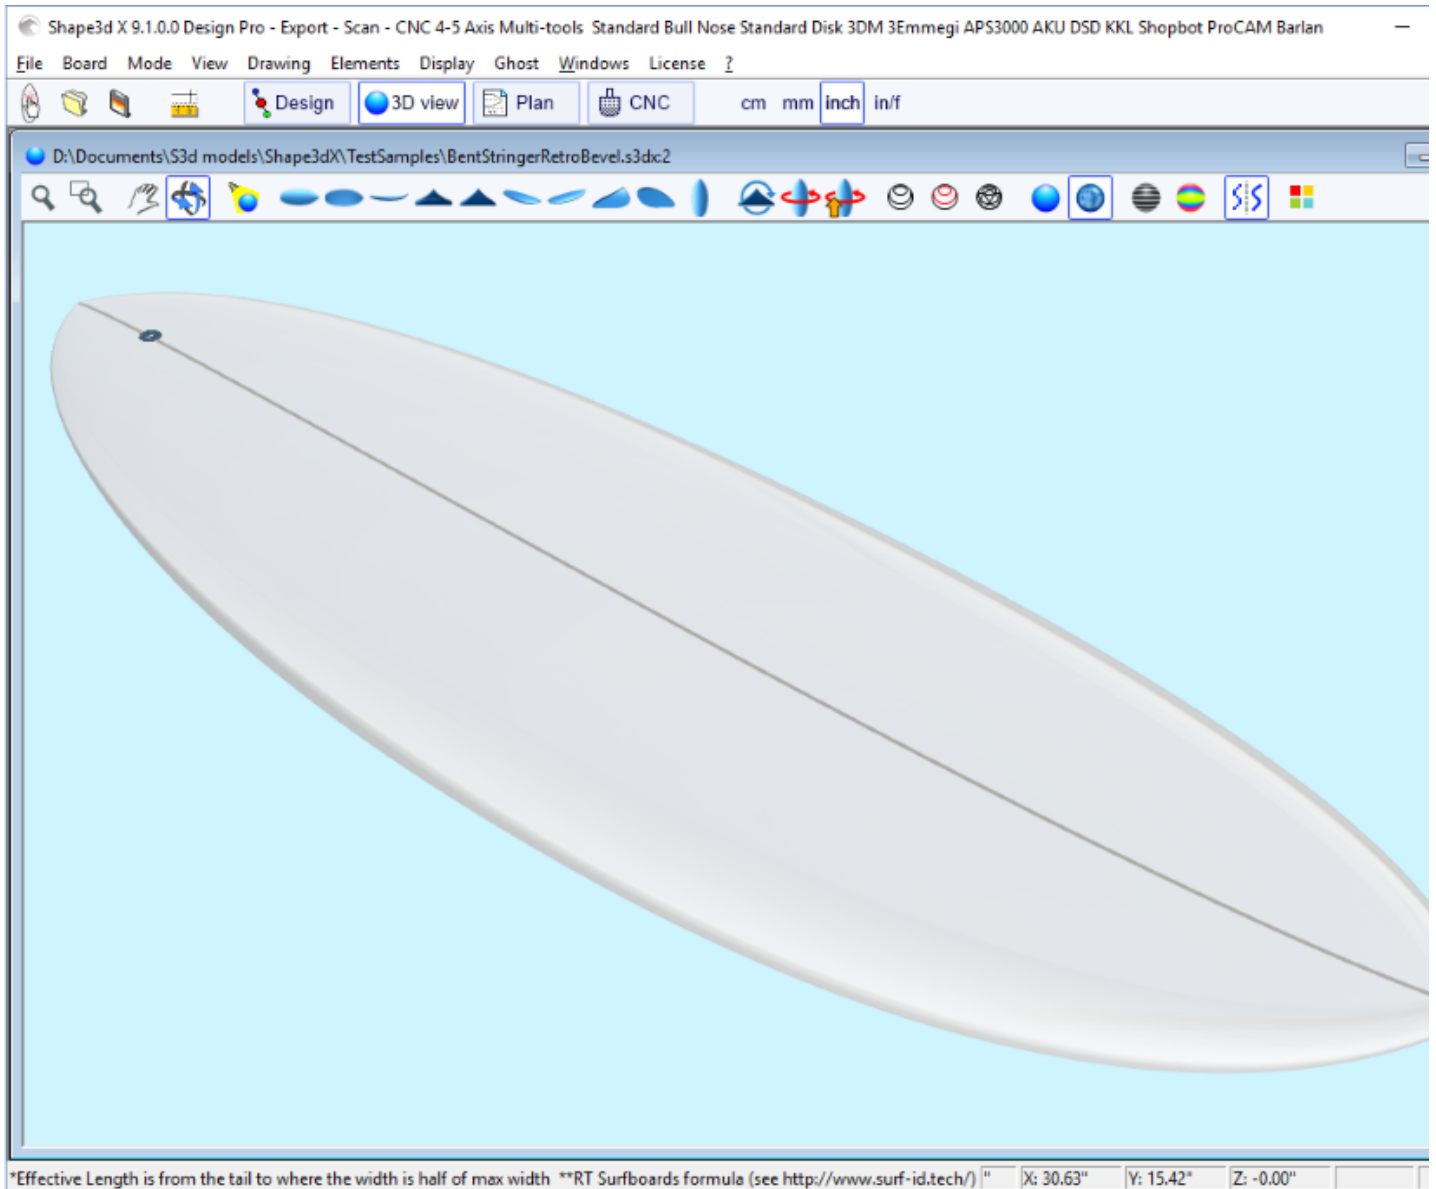 Shape3d X 9.1.0.0 Design Pro - Export - Scan - CNC 4-5 Axis Multi-tools  Standard Bull Nose Standard Disk 3DM 3Emmegi APS3000 AKU DSD KKL Shopbot ProCAM Barlan
File Board Mode View Drawing Elements Display Ghost Windows License ?
Design 3D view Plan CNC cm mm inch in/f
D:\Documents\S3d models\Shape3dX\TestSamples\BentStringerRetroBevel.s3dx:2
*Effective Length is from the tail to where the width is half of max width  **RT Surfboards formula (see http://www.surf-id.tech/) " X: 30.63" Y: 15.42" Z: -0.00"